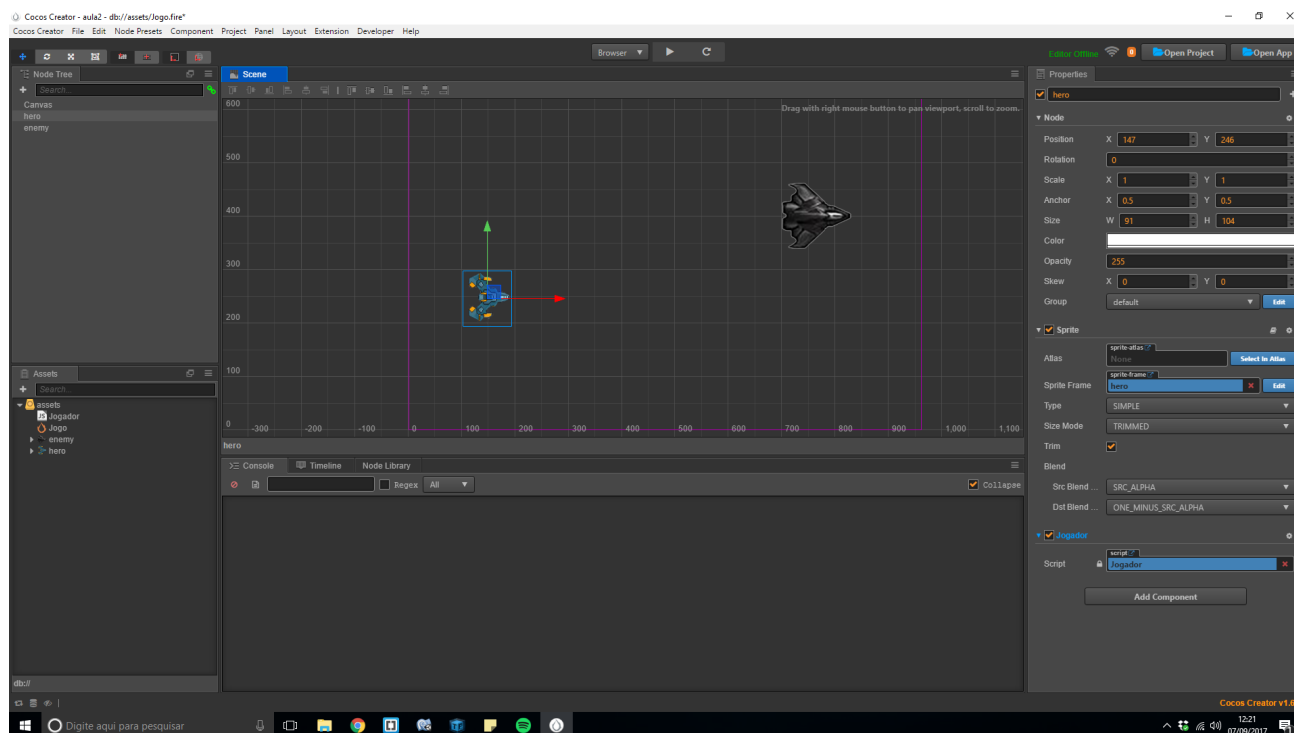 Cocos Creator - aula2 - db://assets/Jogo.fire*
Cocos Creator File Edit Node Presets Component Project Panel Layout Extension Developer Help
Browser
Editor Offline 0 Open Project Open App
Node Tree
Search...
Canvas
hero
enemy
Scene
Drag with right mouse button to pan viewport, scroll to zoom.
600
500
400
300
200
100
0 -300 -200 -100 0 100 200 300 400 500 600 700 800 900 1,000 1,100
hero
Assets
Search...
assets
JS Jogador
Jogo
enemy
hero
db://
Console Timeline Node Library
Regex All Collapse
Properties
hero
Node
Position X 147 Y 246
Rotation 0
Scale X 1 Y 1
Anchor X 0.5 Y 0.5
Size W 91 H 104
Color
Opacity 255
Skew X 0 Y 0
Group default Edit
Sprite
sprite-atlas
Atlas None Select In Atlas
sprite-frame
Sprite Frame hero Edit
Type SIMPLE
Size Mode TRIMMED
Trim
Blend
Src Blend ... SRC_ALPHA
Dst Blend ... ONE_MINUS_SRC_ALPHA
Jogador
script
Script Jogador
Add Component
Cocos Creator v1.6
Digite aqui para pesquisar
12:21
07/09/2017